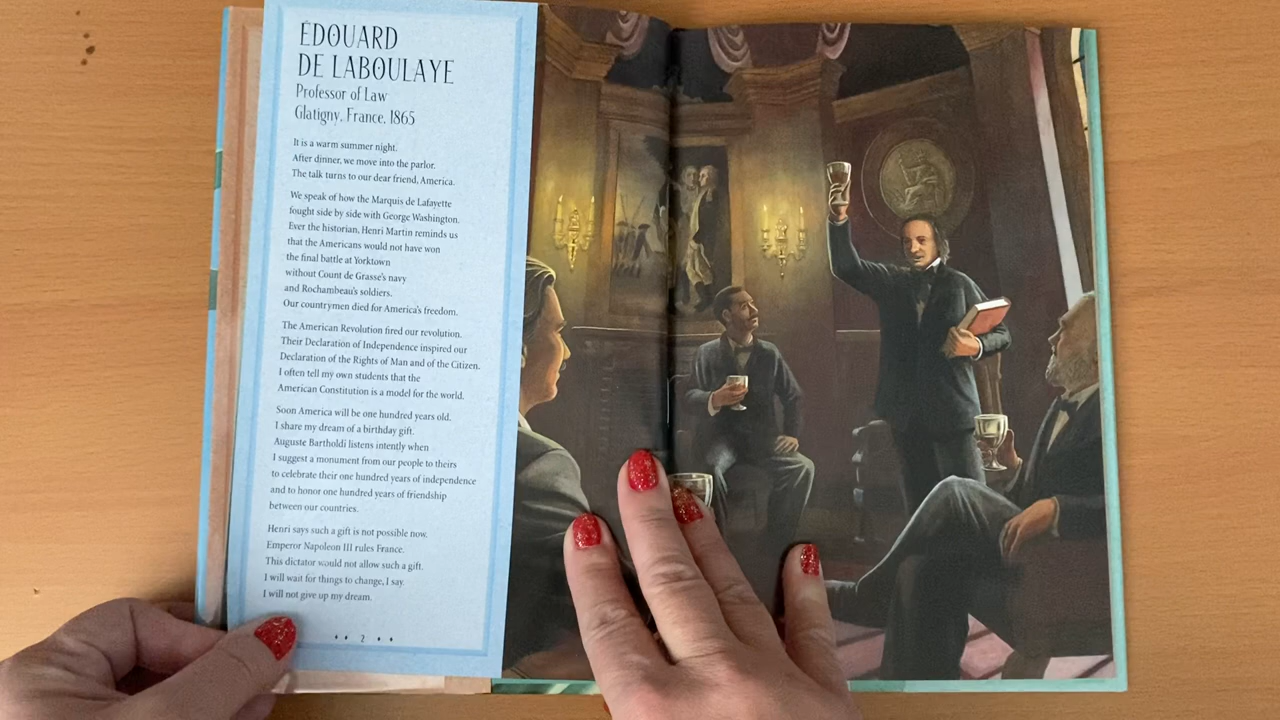 ÉDOUARD
DE LABOULAYE
Professor of Law
Glatigny, France, 1865
It is a warm summer night.
After dinner, we move into the parlor.
The talk turns to our dear friend, America.
We speak of how the Marquis de Lafayette
fought side by side with George Washington.
Ever the historian, Henri Martin reminds us
that the Americans would not have won
the final battle at Yorktown
without Count de Grasse's navy
and Rochambeau's soldiers.
Our countrymen died for America's freedom.
The American Revolution fired our revolution.
Their Declaration of Independence inspired our
Declaration of the Rights of Man and of the Citizen.
I often tell my own students that the
American Constitution is a model for the world.
Soon America will be one hundred years old.
I share my dream of a birthday gift.
Auguste Bartholdi listens intently when
I suggest a monument from our people to theirs
to celebrate their one hundred years of independence
and to honor one hundred years of friendship
between our countries.
Henri says such a gift is not possible now.
Emperor Napoleon III rules France.
This dictator would not allow such a gift.
I will wait for things to change, I say.
I will not give up my dream.
2